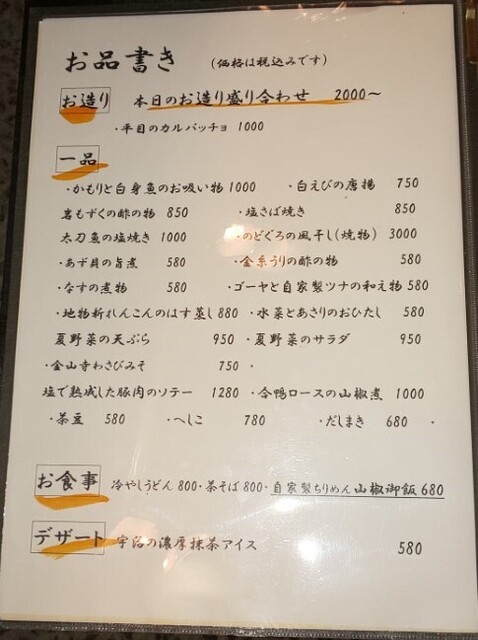 お品書き (価格は税込みです)
お造り 本日のお造り盛り合わせ 2000～
・平目のカルパッチョ 1000
一品
・かもりと白身魚のお吸い物 1000 ・白えびの唐揚 750
岩もずくの酢の物 850 ・塩さば焼き 850
太刀魚の塩焼き 1000 ・のどぐろの風干し(焼物) 3000
・あず貝の旨煮 580 ・金糸うりの酢の物 580
・なすの煮物 580 ・ゴーヤと自家製ツナの和え物 580
・地物新れんこんのはす蒸し 880 ・水菜とあさりのおひたし 580
夏野菜の天ぷら 950 ・夏野菜のサラダ 950
・金山寺わさびみそ 750 ・
塩で熟成した豚肉のソテー 1280 ・合鴨ロースの山椒煮 1000
・茶豆 580 ・へしこ 780 ・だしまき 680 ・
お食事 冷やしうどん 800・茶そば 800・自家製ちりめん山椒御飯 680
デザート 宇治の濃厚抹茶アイス 580